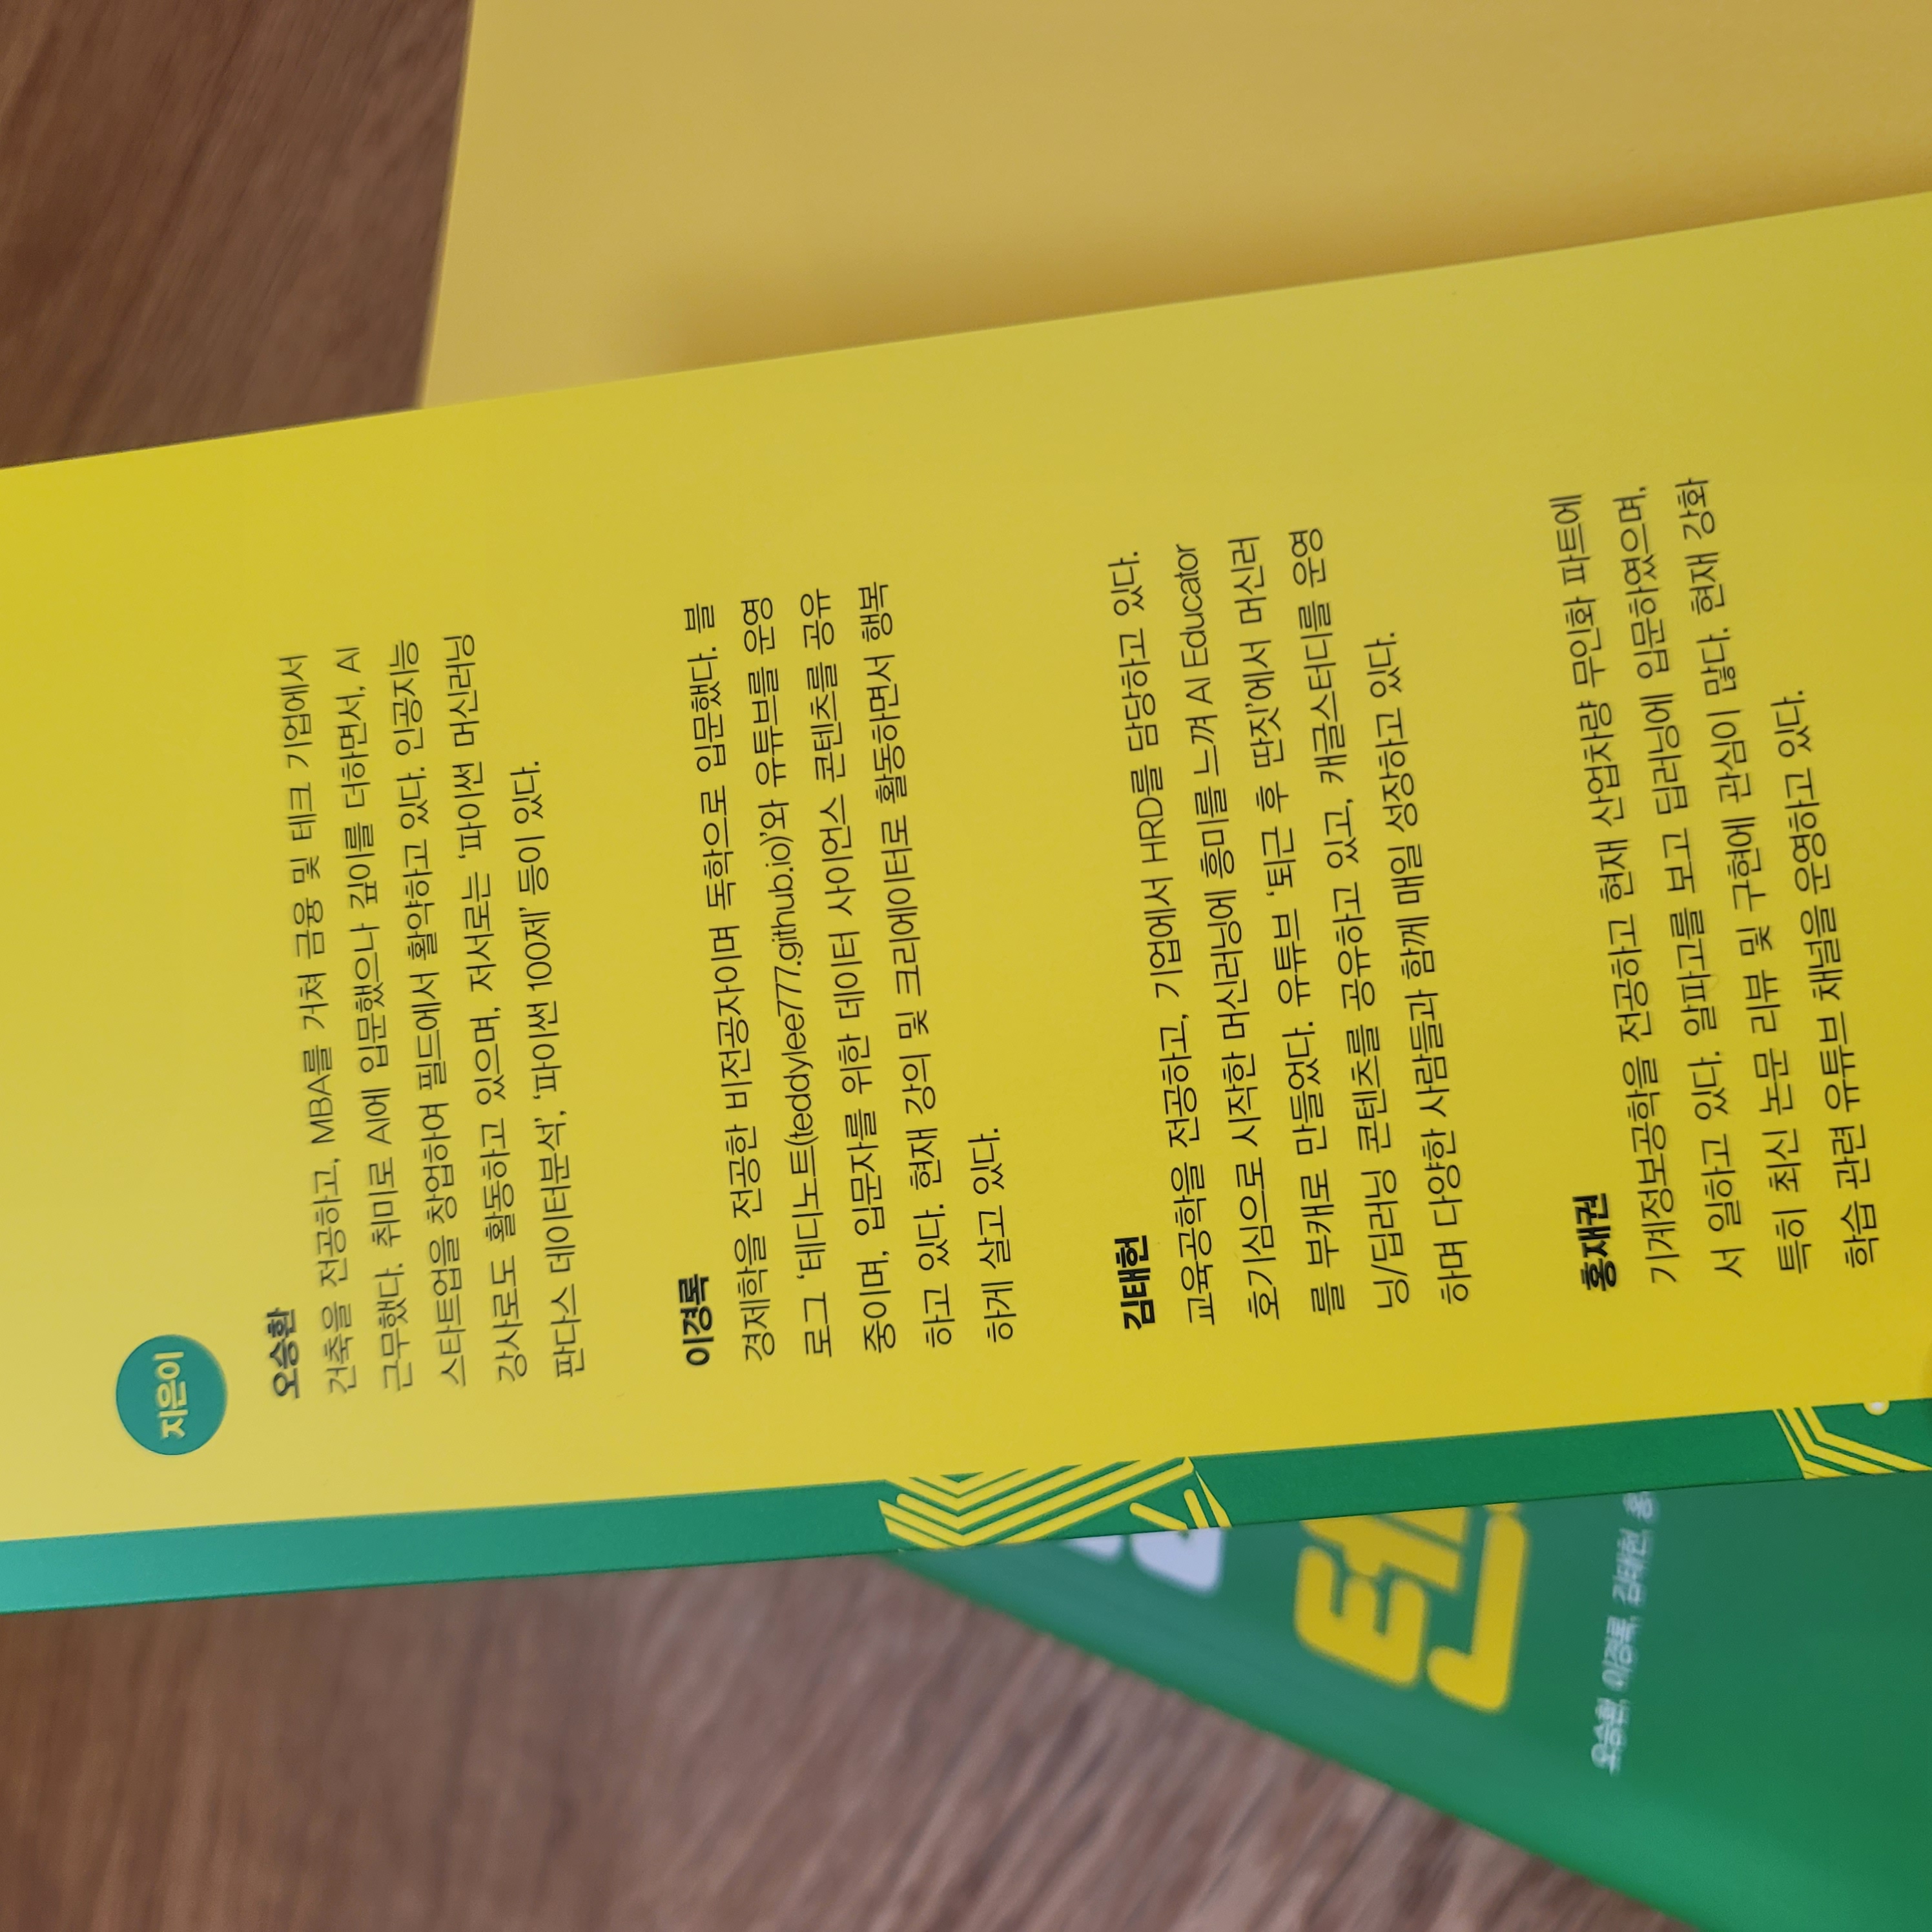 지은이
오승환
건축을 전공하고, MBA를 거쳐 금융 및 테크 기업에서
근무했다. 취미로 AI에 입문했으나 깊이를 더하면서, AI
스타트업을 창업하여 필드에서 활약하고 있다. 인공지능
강사로도 활동하고 있으며, 저서로는 ‘파이썬 머신러닝
판다스 데이터분석’, ‘파이썬 100제’ 등이 있다.
이경록
경제학을 전공한 비전공자이며 독학으로 입문했다. 블
로그 ‘테디노트(teddylee777.github.io)’와 유튜브를 운영
중이며, 입문자를 위한 데이터 사이언스 콘텐츠를 공유
하고 있다. 현재 강의 및 크리에이터로 활동하면서 행복
하게 살고 있다.
김태헌
교육공학을 전공하고, 기업에서 HRD를 담당하고 있다.
호기심으로 시작한 머신러닝에 흥미를 느껴 AI Educator
를 부캐로 만들었다. 유튜브 ‘퇴근 후 딴짓’에서 머신러
닝/딥러닝 콘텐츠를 공유하고 있고, 캐글스터디를 운영
하며 다양한 사람들과 함께 매일 성장하고 있다.
홍재권
기계정보공학을 전공하고 현재 산업차량 무인화 파트에
서 일하고 있다. 알파고를 보고 딥러닝에 입문하였으며,
특히 최신 논문 리뷰 및 구현에 관심이 많다. 현재 강화
학습 관련 유튜브 채널을 운영하고 있다.
텐
오승환, 이경록, 김태헌, 홍